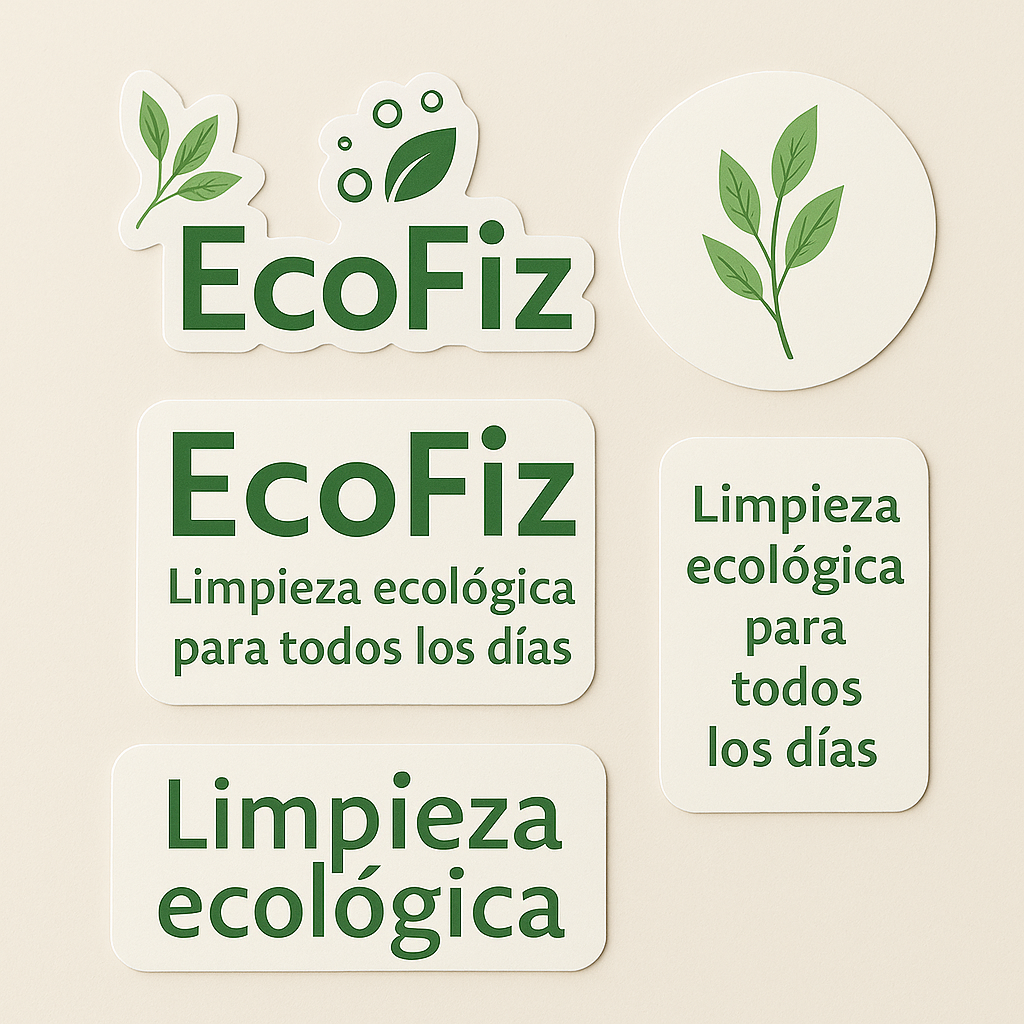 EcoFiz
EcoFiz
Limpieza ecológica
para todos los días
Limpieza
ecológica
para
todos
los días
Limpieza
ecológica